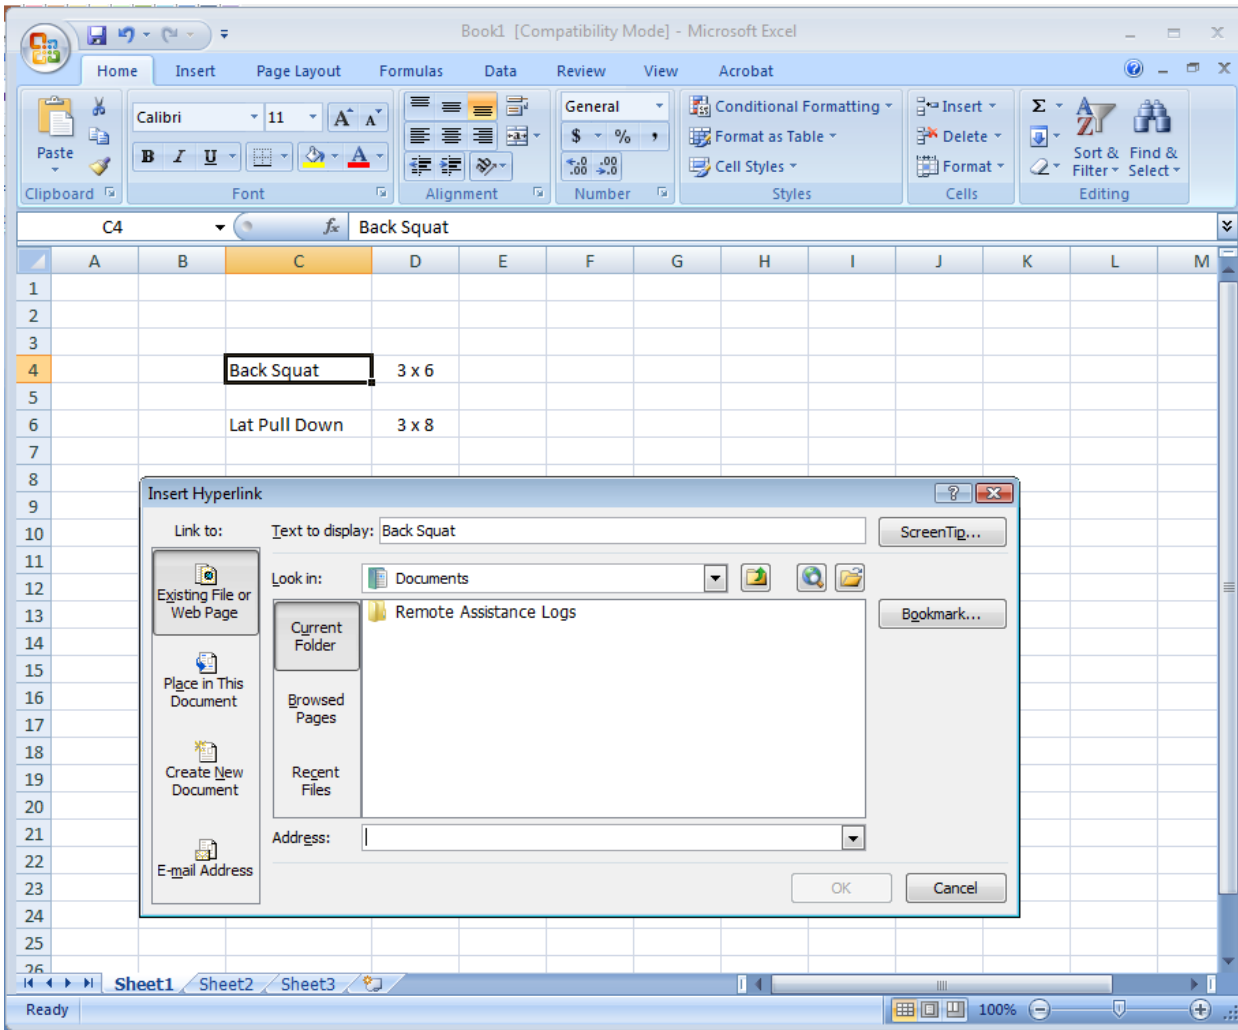 Book1 [Compatibility Mode] - Microsoft Excel
Home Insert Page Layout Formulas Data Review View Acrobat
Paste
Clipboard
Calibri 11 A A
B I U A
Font
Alignment
General
$ % ,
.0 .00 .00 .0
Number
Conditional Formatting
Format as Table
Cell Styles
Styles
Insert
Delete
Format
Cells
Σ
Sort & Filter
Find & Select
Editing
C4 fx Back Squat
A B C D E F G H I J K L M
1
2
3
4 Back Squat 3 x 6
5
6 Lat Pull Down 3 x 8
7
8
9
10
11
12
13
14
15
16
17
18
19
20
21
22
23
24
25
26
Insert Hyperlink ?
Link to: Text to display: Back Squat ScreenTip...
Existing File or
Web Page
Place in This
Document
Create New
Document
E-mail Address
Look in: Documents
Current
Folder
Browsed
Pages
Recent
Files
Remote Assistance Logs
Bookmark...
Address:
OK Cancel
Sheet1 Sheet2 Sheet3
Ready 100%